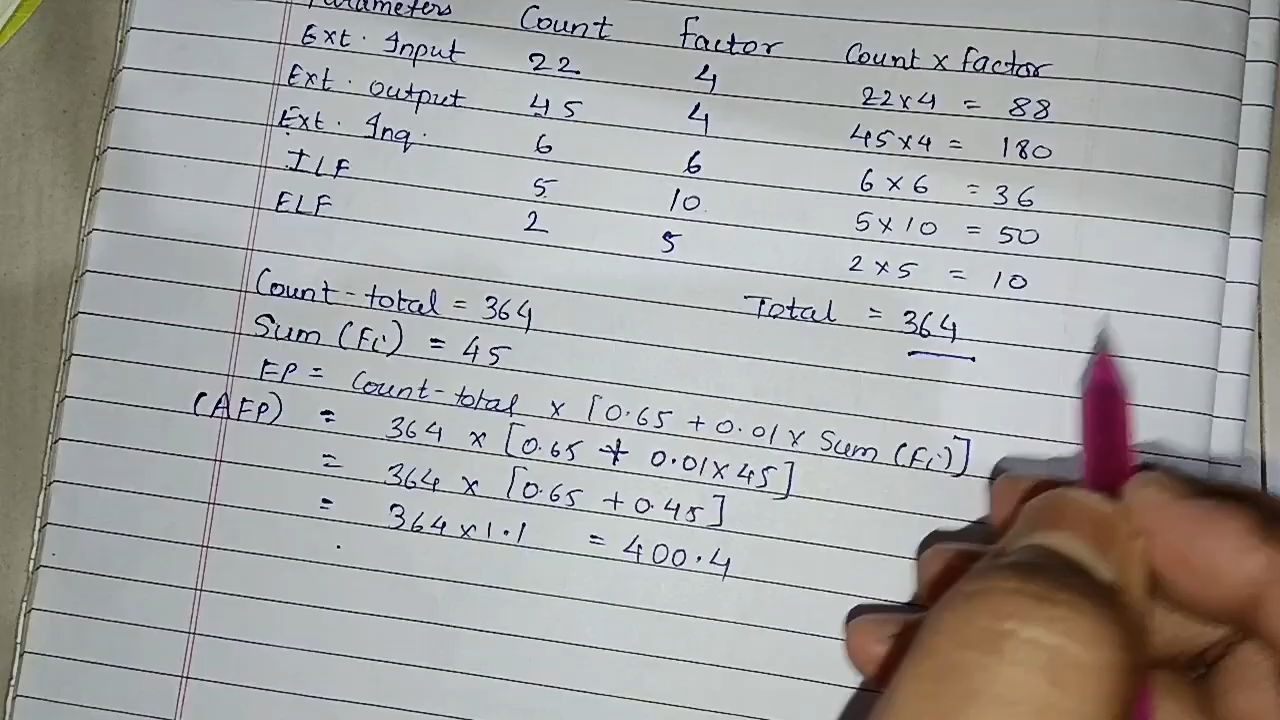 Parameters Count Factor Count x factor
Ext. Input 22 4 22x4 = 88
Ext. output 45 4 45x4 = 180
Ext. Inq. 6 6 6x6 = 36
ILF 5 10 5x10 = 50
ELF 2 5 2x5 = 10
Total = 364
Count-total = 364
Sum (Fi) = 45
FP = Count-total x [0.65 + 0.01 x Sum (Fi)]
(AFP) = 364 x [0.65 + 0.01x45]
= 364 x [0.65 + 0.45]
= 364x1.1 = 400.4